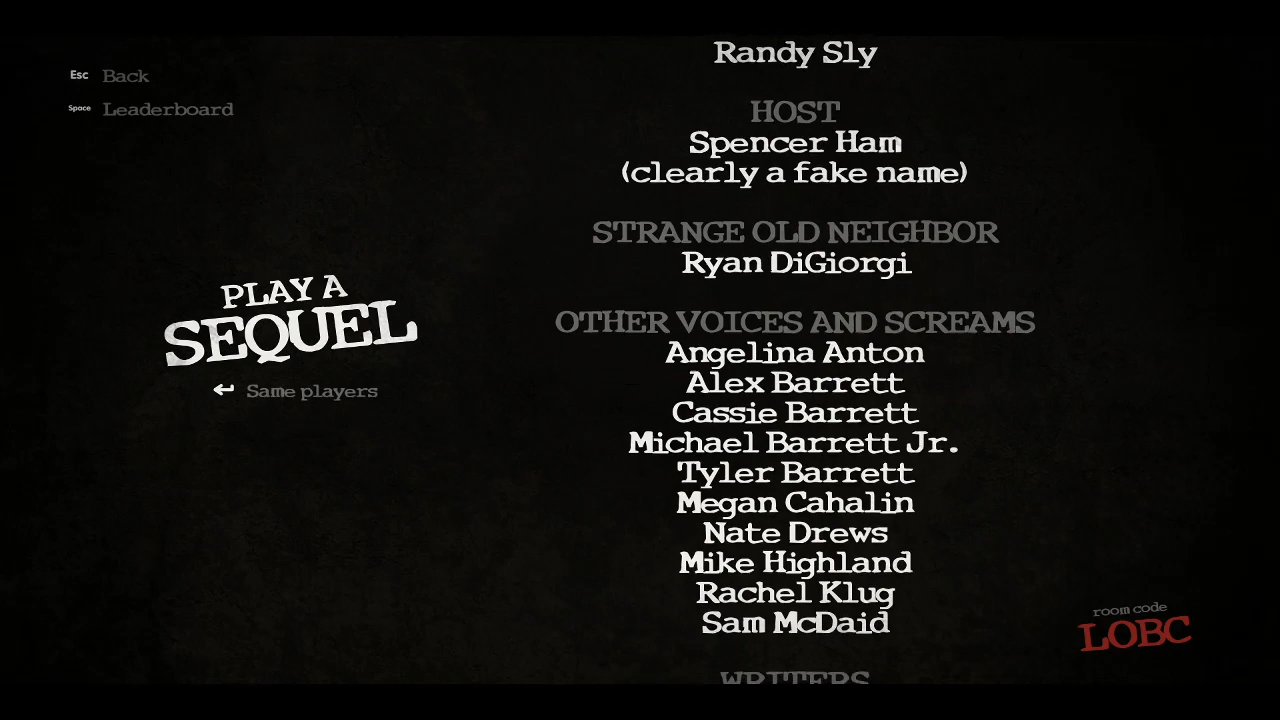 Esc Back
Space Leaderboard
PLAY A
SEQUEL
↵ Same players
Randy Sly
HOST
Spencer Ham
(clearly a fake name)
STRANGE OLD NEIGHBOR
Ryan DiGiorgi
OTHER VOICES AND SCREAMS
Angelina Anton
Alex Barrett
Cassie Barrett
Michael Barrett Jr.
Tyler Barrett
Megan Cahalin
Nate Drews
Mike Highland
Rachel Klug
Sam McDaid
WRITERS
room code
LOBC